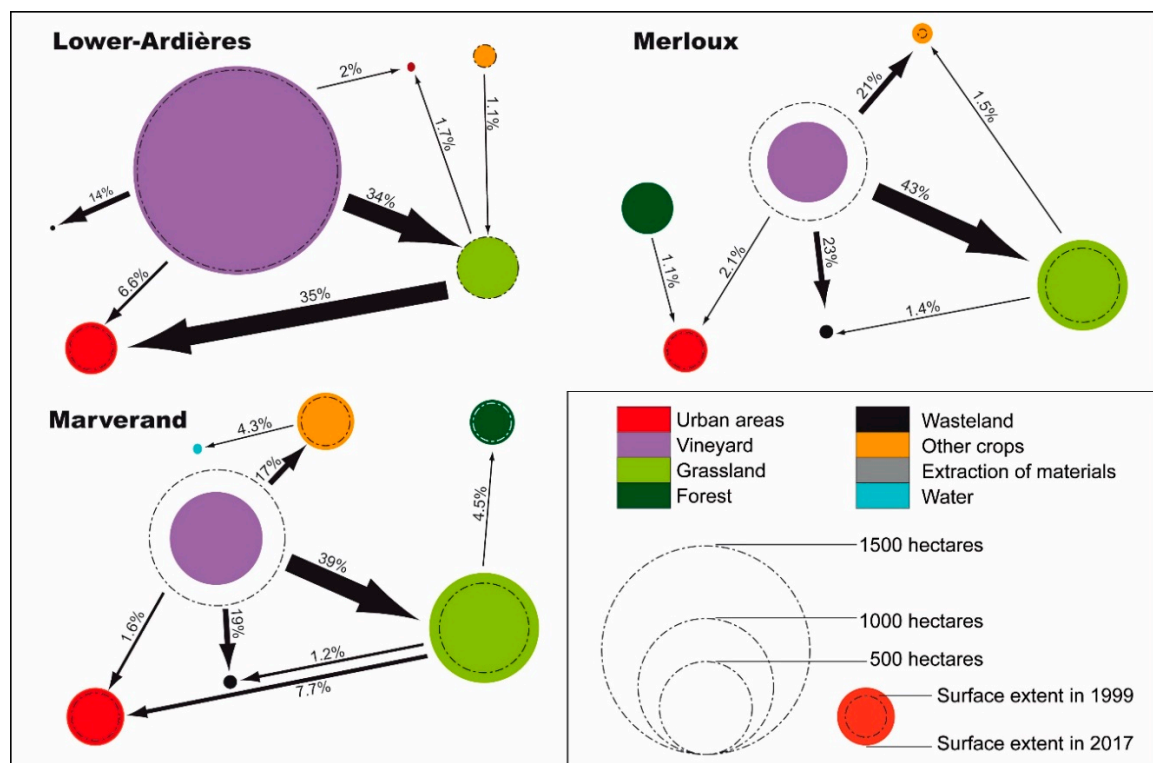 Lower-Ardières
2%
1.7%
1.1%
14%
34%
6.6%
35%
Merloux
21%
1.5%
43%
1.1%
2.1%
23%
1.4%
Marverand
4.3%
17%
4.5%
39%
1.6%
19%
1.2%
7.7%
Urban areas
Vineyard
Grassland
Forest
Wasteland
Other crops
Extraction of materials
Water
1500 hectares
1000 hectares
500 hectares
Surface extent in 1999
Surface extent in 2017